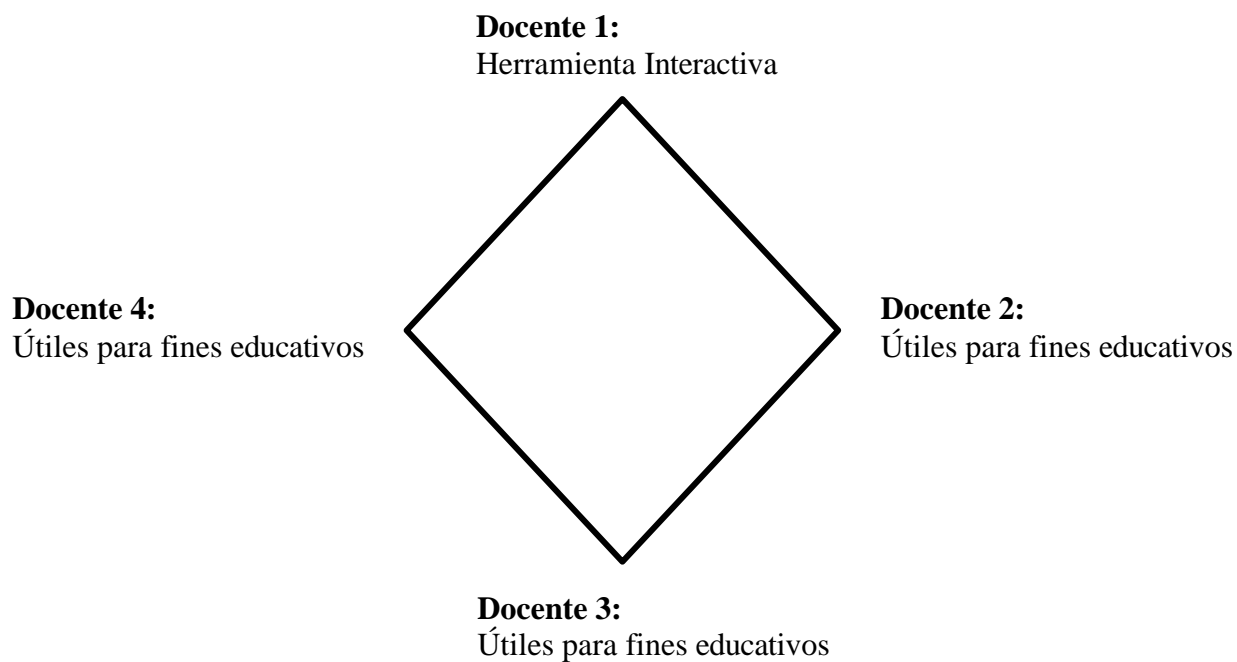 Docente 1:
Herramienta Interactiva
Docente 4:
Útiles para fines educativos
Docente 2:
Útiles para fines educativos
Docente 3:
Útiles para fines educativos